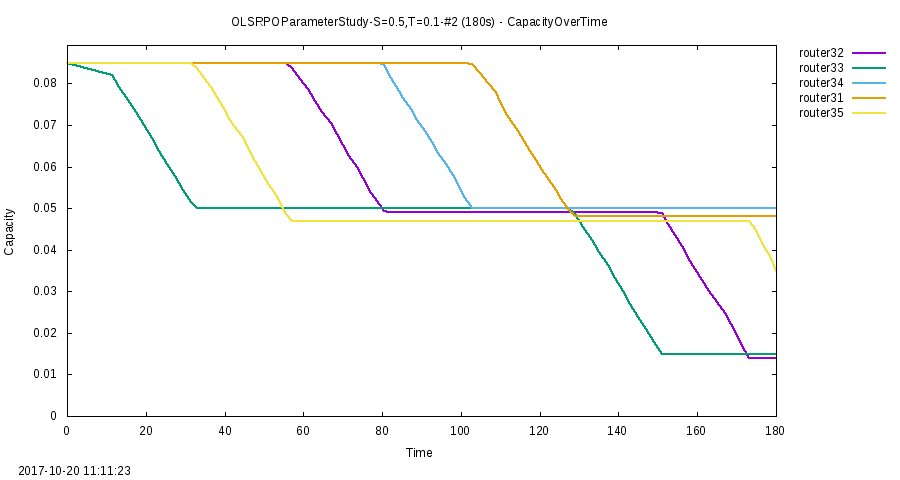 OLSRPOParameterStudy-S=0.5,T=0.1-#2 (180s) - CapacityOverTime
router32
router33
router34
router31
router35
0.08
0.07
0.06
0.05
0.04
0.03
0.02
0.01
0
Capacity
0 20 40 60 80 100 120 140 160 180
Time
2017-10-20 11:11:23